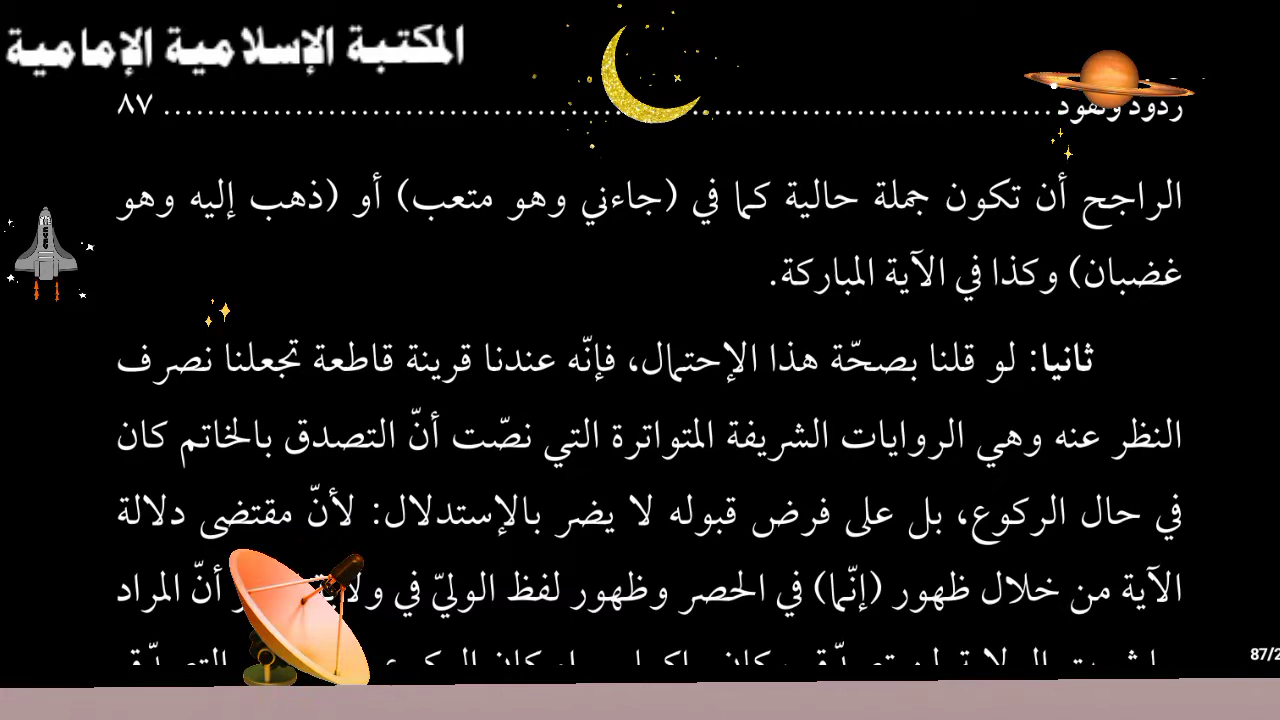 المكتبة الإسلامية الإمامية
ردود ونقود ........................................................ ٨٧
الراجح أن تكون جملة حالية كما في (جاءني وهو متعب) أو (ذهب إليه وهو
غضبان) وكذا في الآية المباركة.
ثانيا: لو قلنا بصحّة هذا الإحتمال، فإنّه عندنا قرينة قاطعة تجعلنا نصرف
النظر عنه وهي الروايات الشريفة المتواترة التي نصّت أنّ التصدق بالخاتم كان
في حال الركوع، بل على فرض قبوله لا يضر بالإستدلال: لأنّ مقتضى دلالة
الآية من خلال ظهور (إنّما) في الحصر وظهور لفظ الوليّ في أنّ المراد
87/2